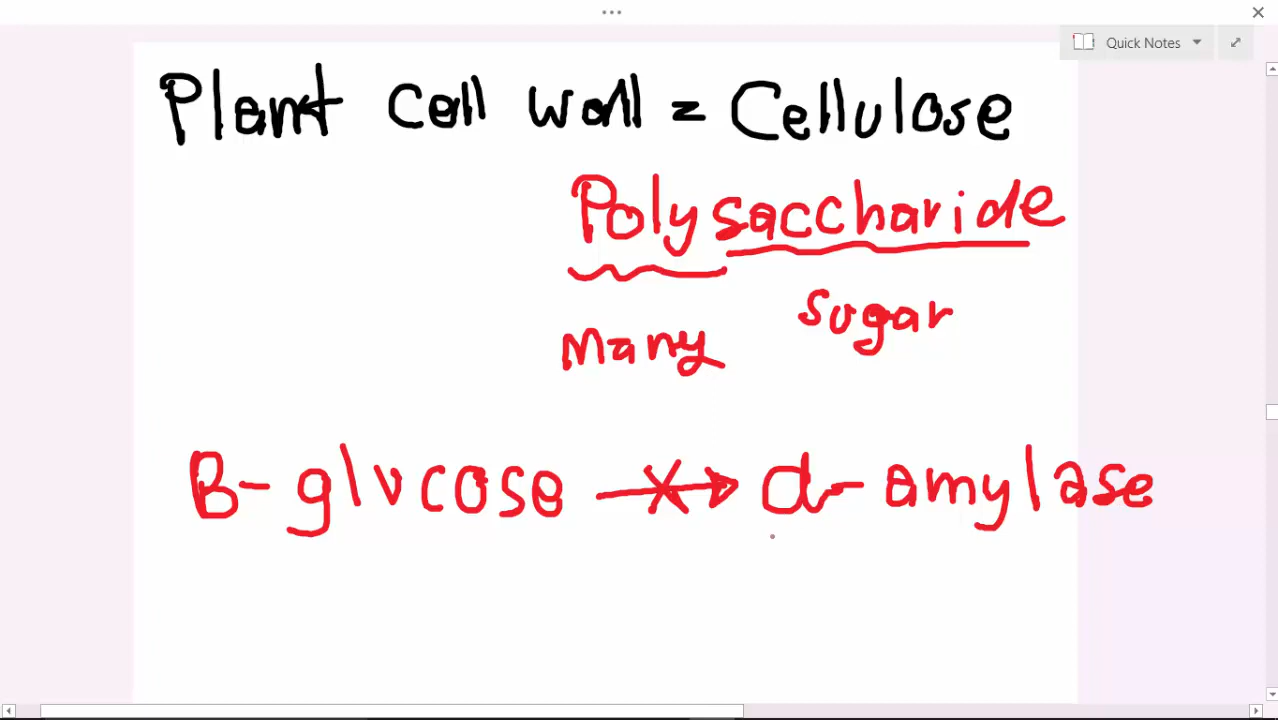 Quick Notes
Plant cell wall = Cellulose
Polysaccharide
Sugar
Many
B- glucose → α- amylase